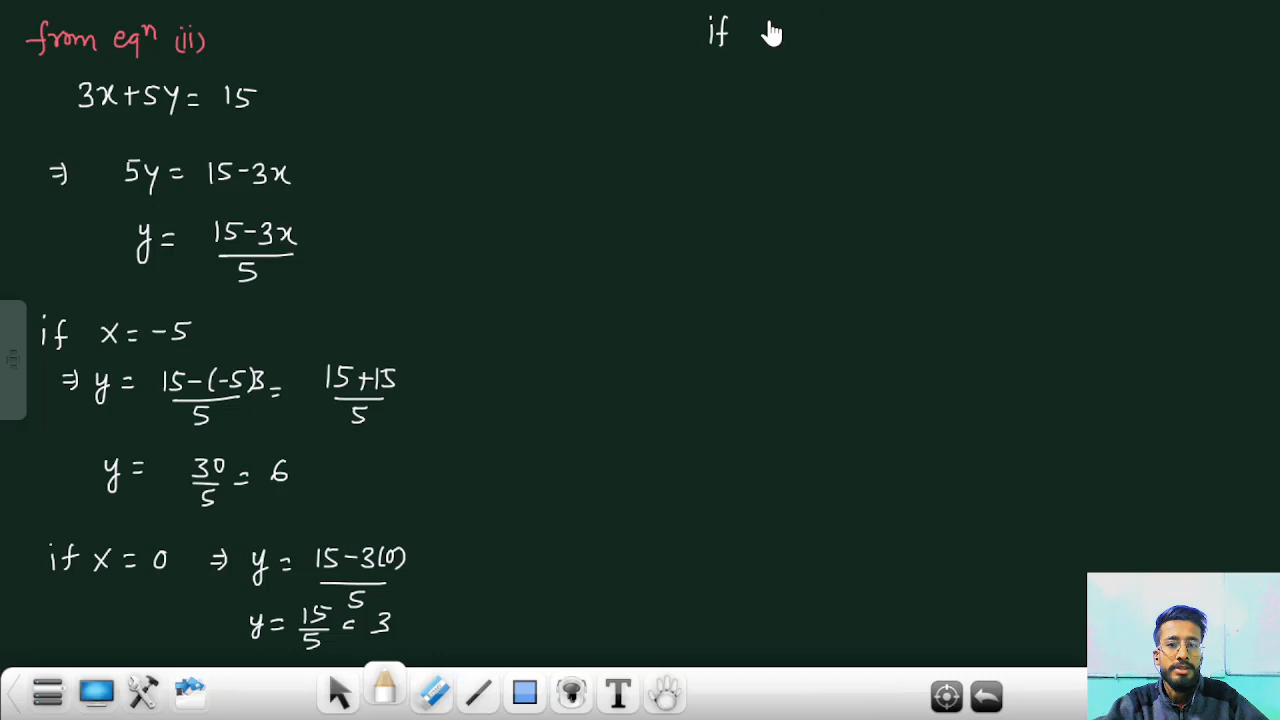 from eqⁿ (ii)
3x+5y = 15
⇒ 5y = 15-3x
y = (15-3x)/5
if x = -5
⇒ y = (15-(-5)3)/5 = (15+15)/5
y = 30/5 = 6
if x = 0 ⇒ y = (15-3(0))/5
y = 15/5 = 3
if
T